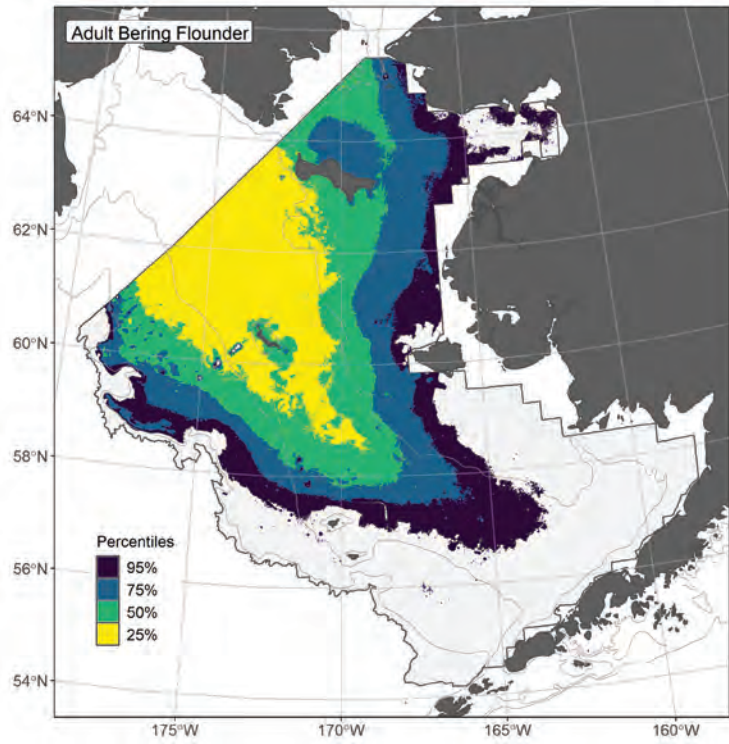 Adult Bering Flounder
64°N
62°N
60°N
58°N
56°N
54°N
Percentiles
95%
75%
50%
25%
175°W
170°W
165°W
160°W